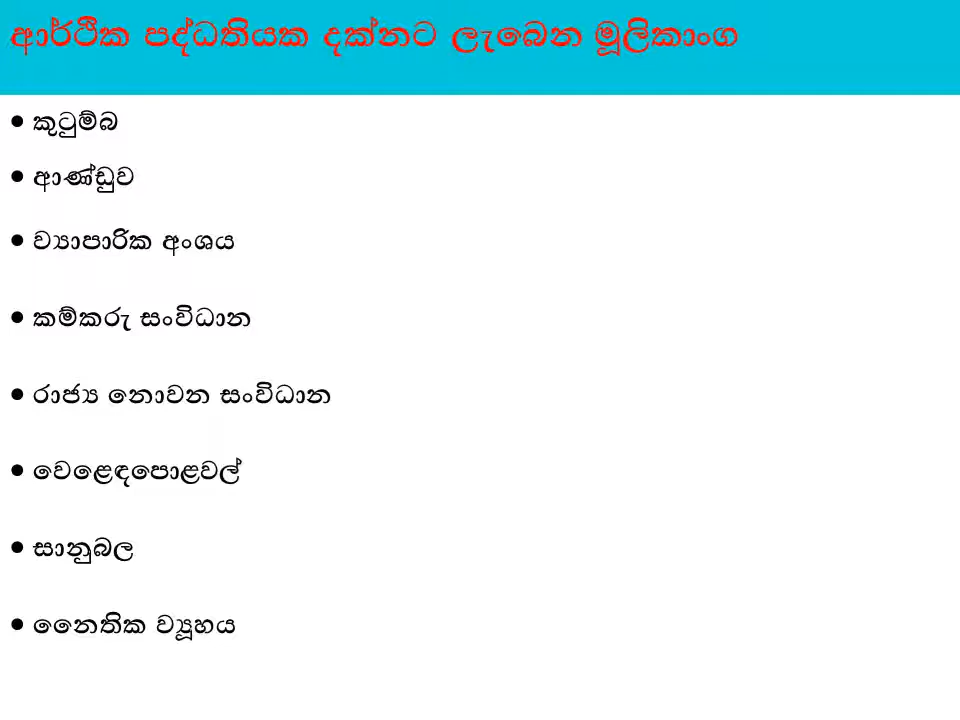 ආර්ථික පද්ධතියක දක්නට ලැබෙන මූලිකාංග
• කුටුම්බ
• ආණ්ඩුව
• ව්‍යාපාරික අංශය
• කම්කරු සංවිධාන
• රාජ්‍ය නොවන සංවිධාන
• වෙළෙඳපොළවල්
• සානුබල
• නෛතික ව්‍යූහය